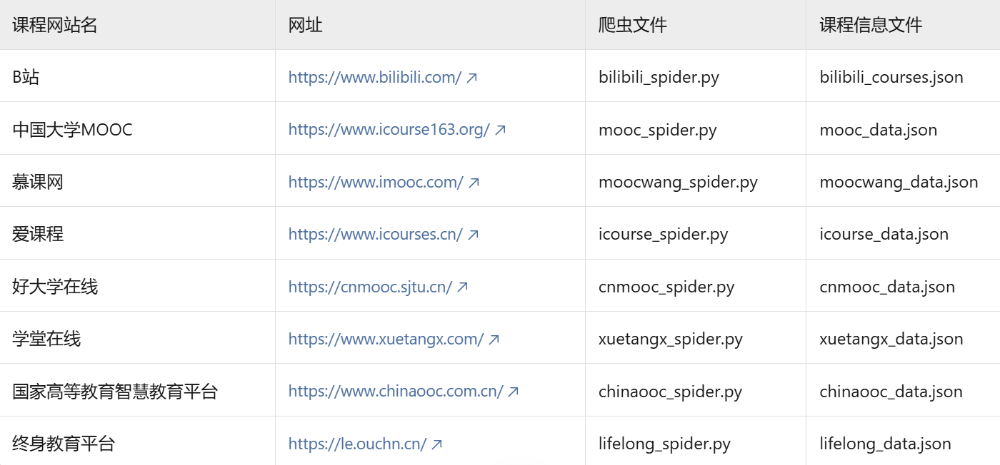 课程网站名 网址 爬虫文件 课程信息文件
B站 https://www.bilibili.com/ bilibili_spider.py bilibili_courses.json
中国大学MOOC https://www.icourse163.org/ mooc_spider.py mooc_data.json
慕课网 https://www.imooc.com/ moocwang_spider.py moocwang_data.json
爱课程 https://www.icourses.cn/ icourse_spider.py icourse_data.json
好大学在线 https://cnmooc.sjtu.cn/ cnmooc_spider.py cnmooc_data.json
学堂在线 https://www.xuetangx.com/ xuetangx_spider.py xuetangx_data.json
国家高等教育智慧教育平台 https://www.chinaooc.com.cn/ chinaooc_spider.py chinaooc_data.json
终身教育平台 https://le.ouchn.cn/ lifelong_spider.py lifelong_data.json